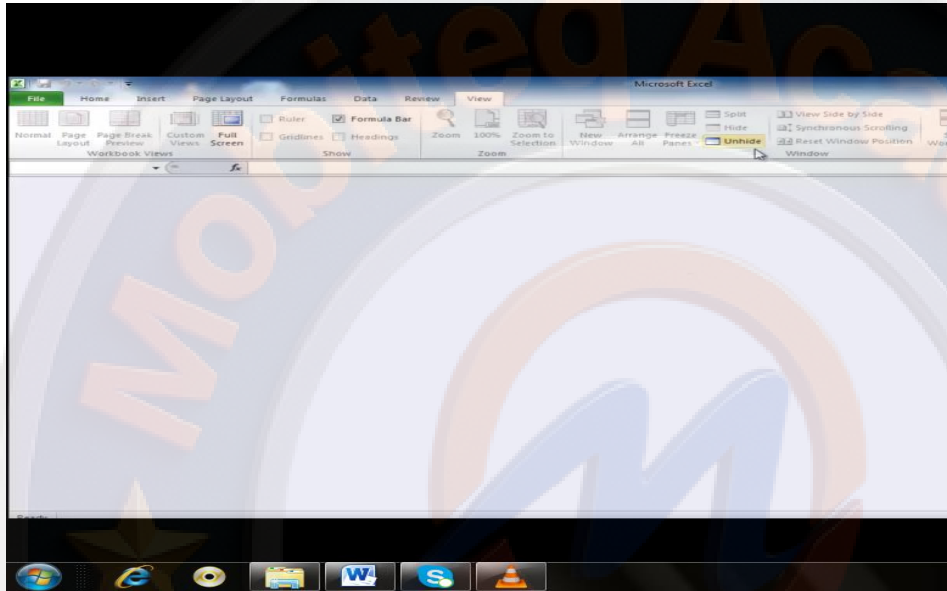 Microsoft Excel
File Home Insert Page Layout Formulas Data Review View
Normal
Page Layout
Page Break Preview
Custom Views
Full Screen
Workbook Views
Ruler
Formula Bar
Gridlines
Headings
Show
Zoom
100%
Zoom to Selection
Zoom
New Window
Arrange All
Freeze Panes
Split
Hide
Unhide
View Side by Side
Synchronous Scrolling
Reset Window Position
Window
fx
Mobiteq